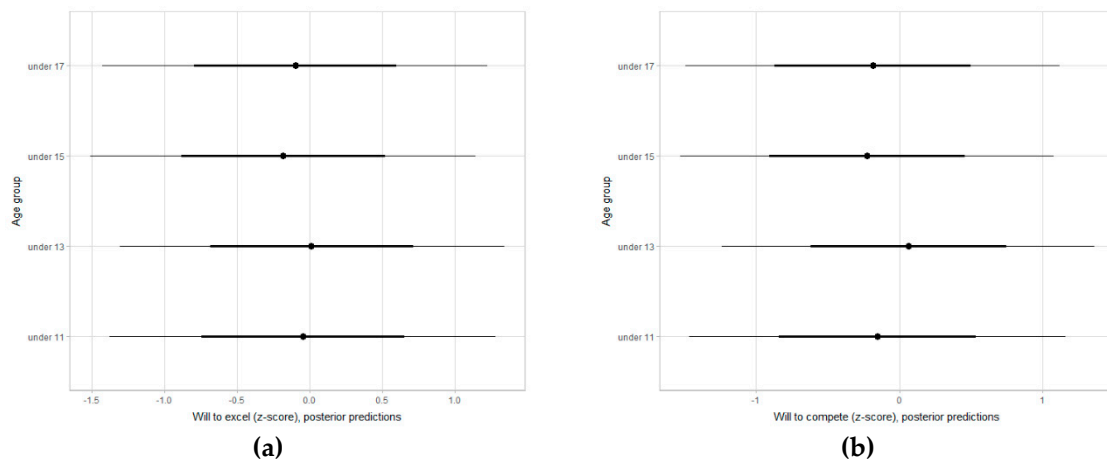 under 17
under 15
under 13
under 11
Age group
-1.5 -1.0 -0.5 0.0 0.5 1.0
Will to excel (z-score), posterior predictions
(a)
under 17
under 15
under 13
under 11
Age group
-1 0 1
Will to compete (z-score), posterior predictions
(b)